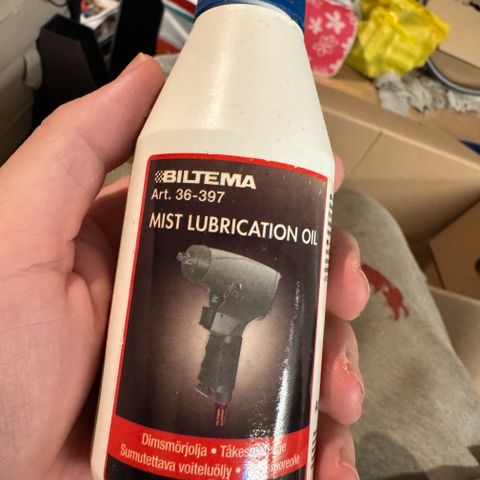 BILTEMA
Art. 36-397
MIST LUBRICATION OIL
Dimsmörjolja •
Sumutettava voiteluöljy •